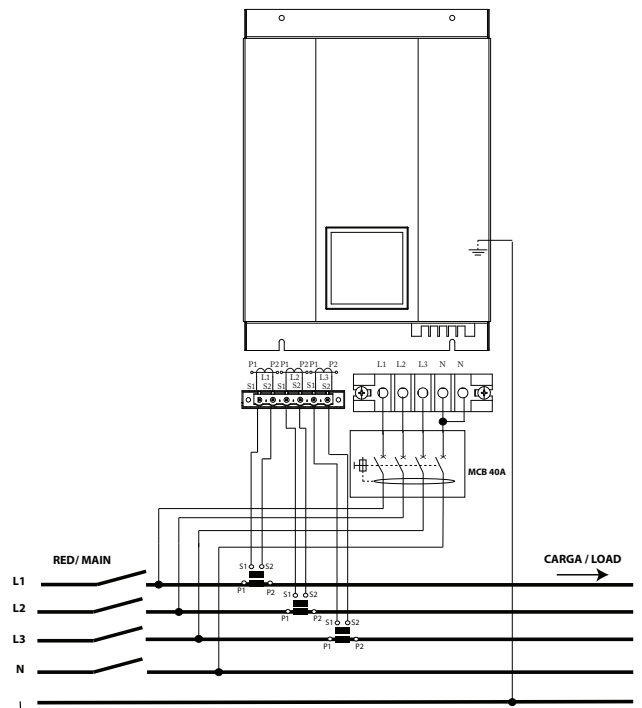 P1 P2 P1 P2 P1 P2
L1 L2 L3
S1 S2 S1 S2 S1 S2
L1 L2 L3 N N
MCB 40A
RED/ MAIN
CARGA / LOAD
S1 S2
L1
P1 P2
S1 S2
L2
P1 P2
S1 S2
L3
P1 P2
N